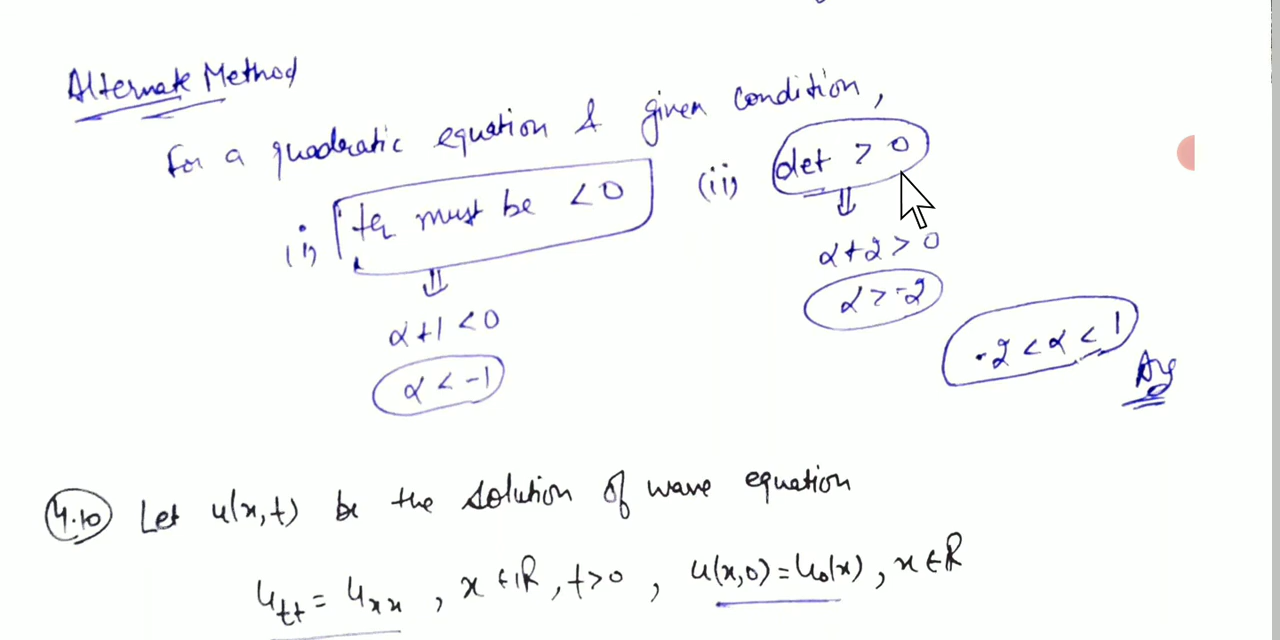 Alternate Method
For a quadratic equation & given condition,
(i) tr must be < 0
(ii) det > 0
⇓
α+2 > 0
α > -2
⇓
α+1 < 0
α < -1
-2 < α < 1
Ans
4.10 Let u(x,t) be the solution of wave equation
u_tt = u_xx , x ∈ ℝ, t>0 , u(x,0) = u₀(x), x ∈ ℝ